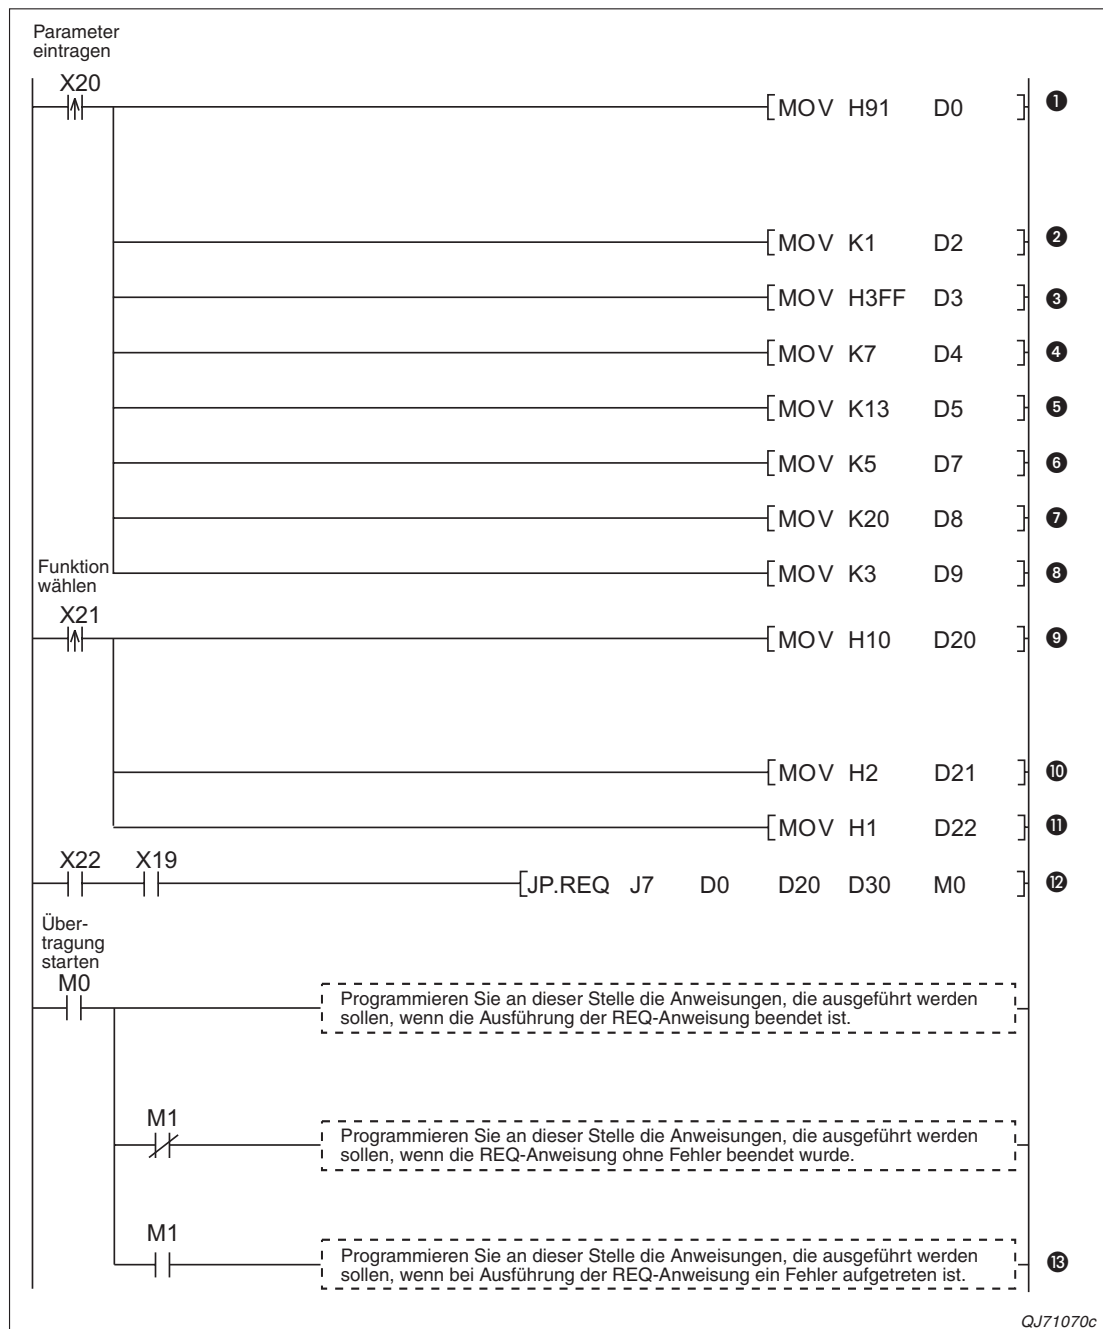 Parameter
eintragen
X20
MOV H91 D0 ❶
MOV K1 D2 ❷
MOV H3FF D3 ❸
MOV K7 D4 ❹
MOV K13 D5 ❺
MOV K5 D7 ❻
MOV K20 D8 ❼
Funktion
wählen
MOV K3 D9 ❽
X21
MOV H10 D20 ❾
MOV H2 D21 ❿
MOV H1 D22 ⓫
X22 X19
JP.REQ J7 D0 D20 D30 M0 ⓬
Über-
tragung
starten
M0
Programmieren Sie an dieser Stelle die Anweisungen, die ausgeführt werden
sollen, wenn die Ausführung der REQ-Anweisung beendet ist.
M1
Programmieren Sie an dieser Stelle die Anweisungen, die ausgeführt werden
sollen, wenn die REQ-Anweisung ohne Fehler beendet wurde.
M1
Programmieren Sie an dieser Stelle die Anweisungen, die ausgeführt werden
sollen, wenn bei Ausführung der REQ-Anweisung ein Fehler aufgetreten ist. ⓭
QJ71070c